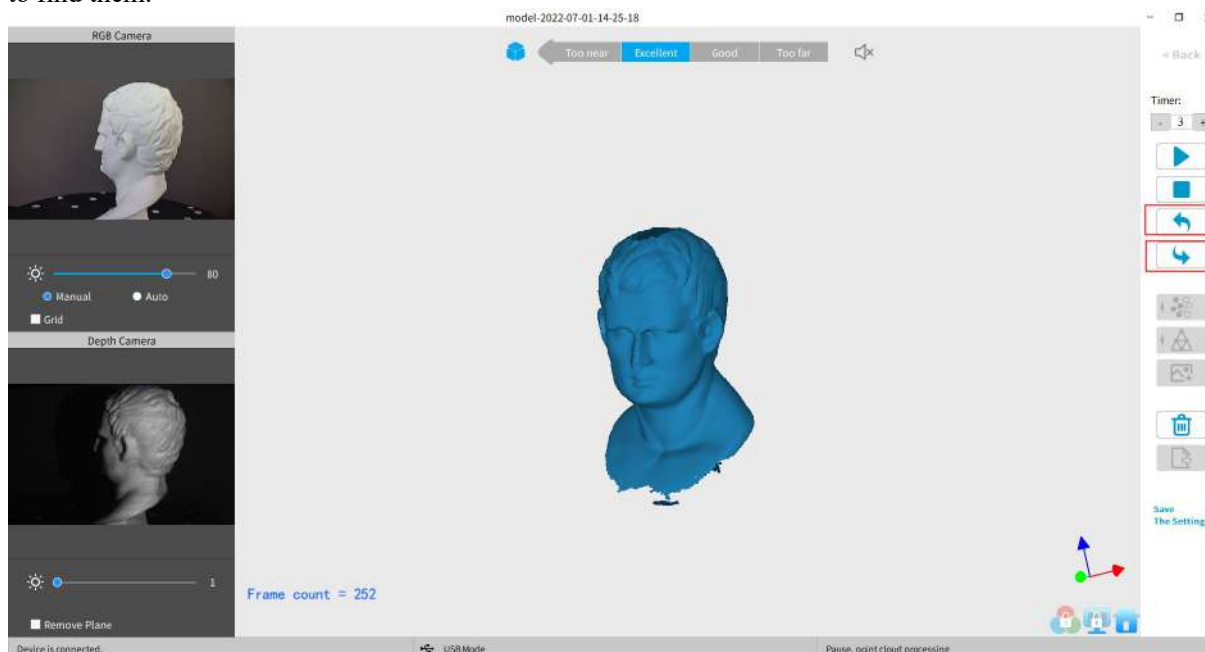 to find them.
model-2022-07-01-14-25-18
RGB Camera
Too near Excellent Good Too far
< Back
Timer:
- 3 +
80
Manual Auto
Grid
Depth Camera
Save
The Setting
1
Frame count = 252
Remove Plane
Device is connected. USB Mode Pause, point cloud processing